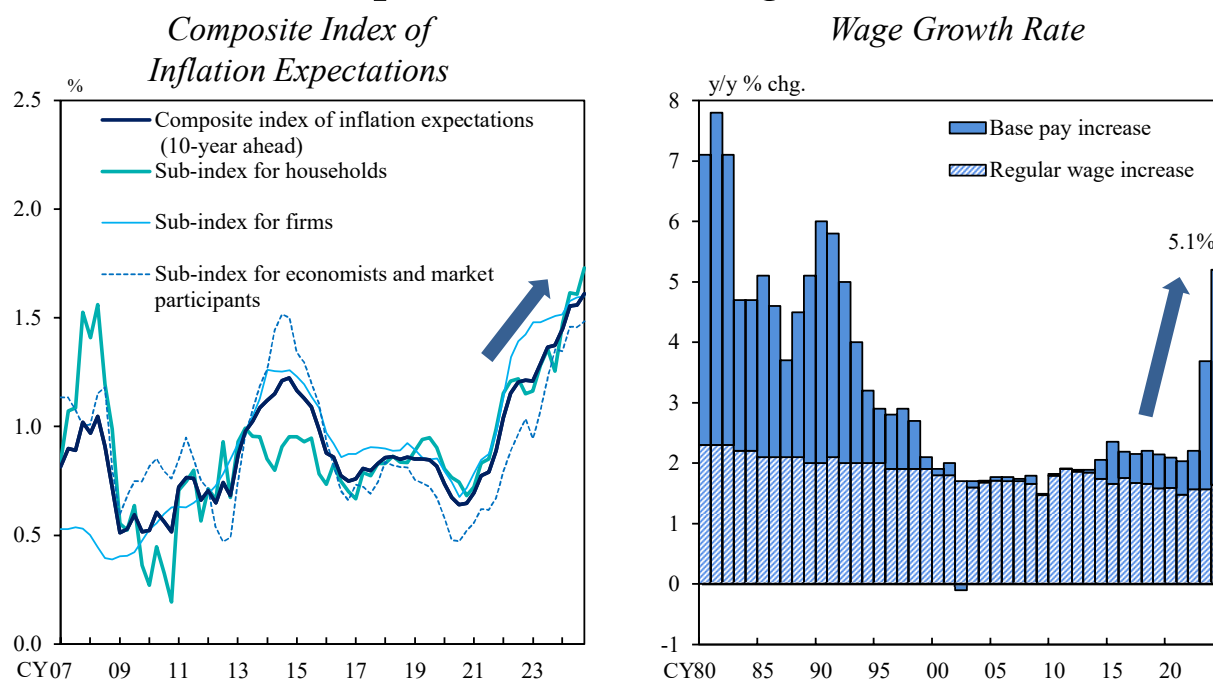 Composite Index of
Inflation Expectations
%
2.5
2.0
1.5
1.0
0.5
0.0
Composite index of inflation expectations
(10-year ahead)
Sub-index for households
Sub-index for firms
Sub-index for economists and market
participants
CY07 09 11 13 15 17 19 21 23
Wage Growth Rate
y/y % chg.
8
7
6
5
4
3
2
1
0
-1
Base pay increase
Regular wage increase
5.1%
CY80 85 90 95 00 05 10 15 20